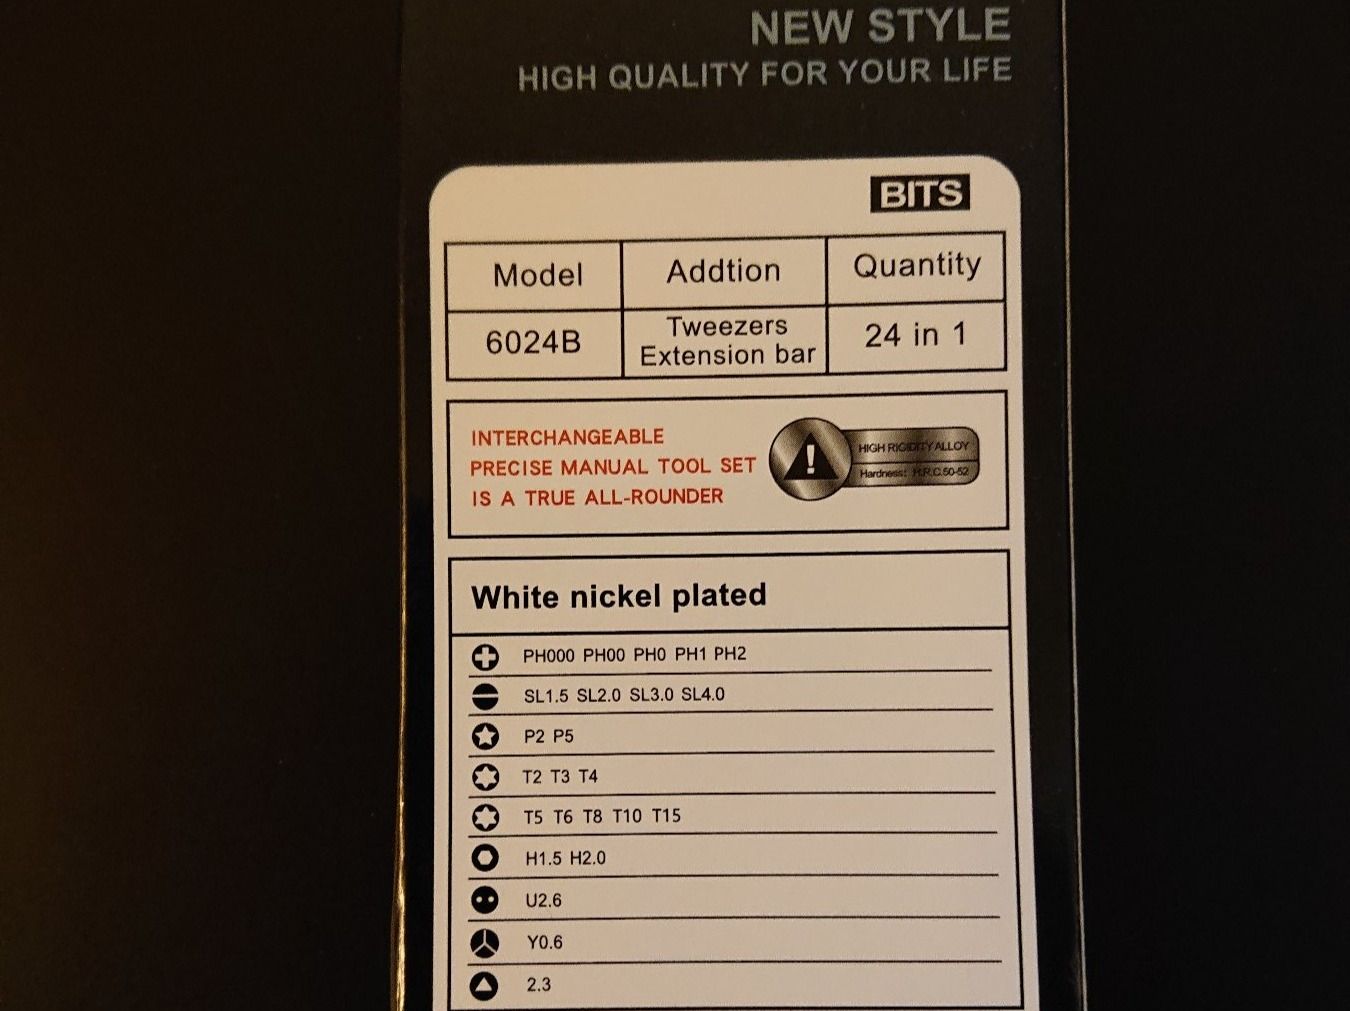 NEW STYLE
HIGH QUALITY FOR YOUR LIFE
BITS
Model Addtion Quantity
6024B Tweezers Extension bar 24 in 1
INTERCHANGEABLE
PRECISE MANUAL TOOL SET
IS A TRUE ALL-ROUNDER
HIGH RIGIDITY ALLOY
Hardness: H.R.C.50-52
White nickel plated
PH000 PH00 PH0 PH1 PH2
SL1.5 SL2.0 SL3.0 SL4.0
P2 P5
T2 T3 T4
T5 T6 T8 T10 T15
H1.5 H2.0
U2.6
Y0.6
2.3